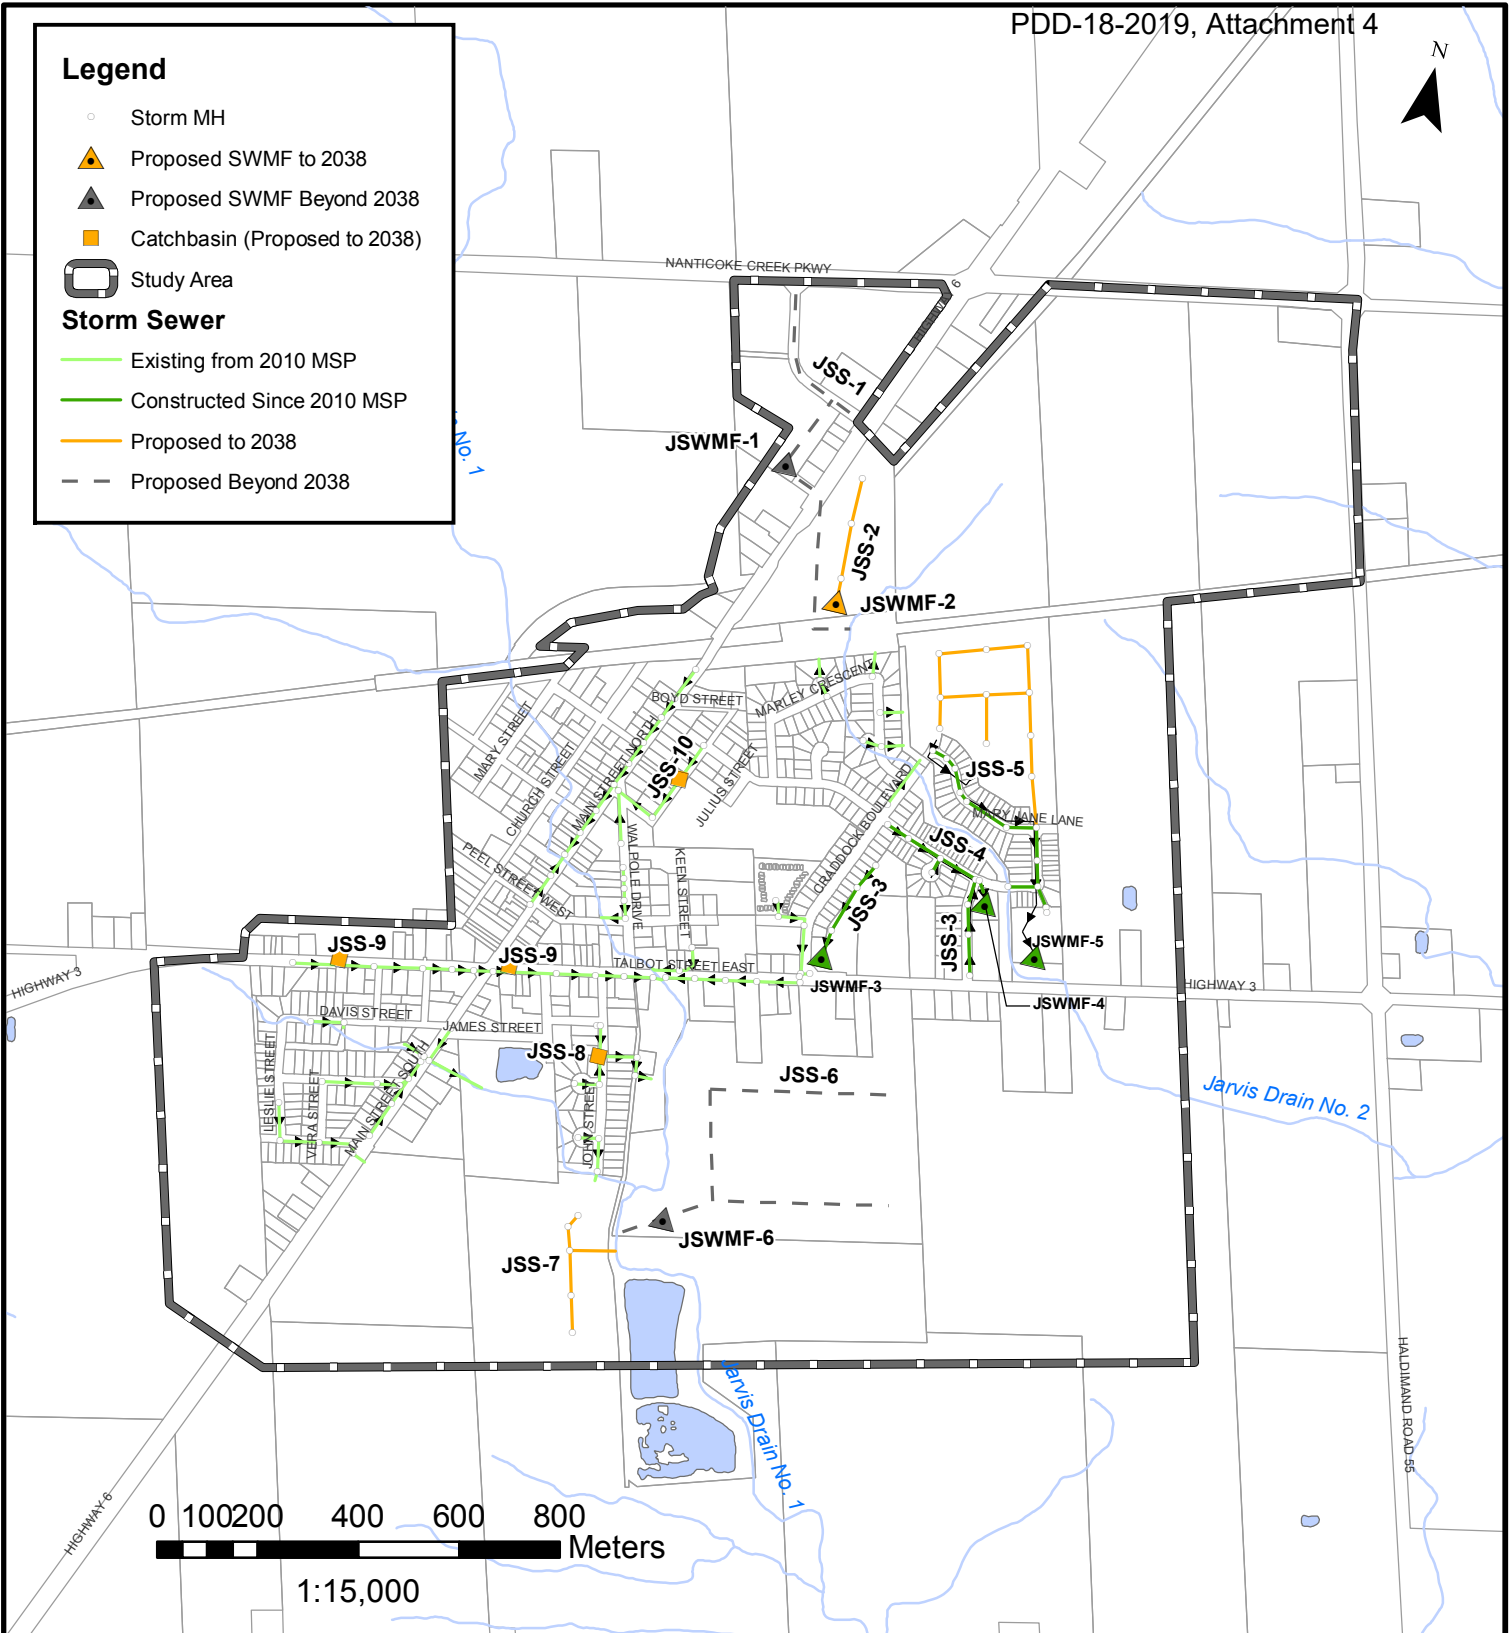 PDD-18-2019, Attachment 4
N
Legend
Storm MH
Proposed SWMF to 2038
Proposed SWMF Beyond 2038
Catchbasin (Proposed to 2038)
Study Area
Storm Sewer
Existing from 2010 MSP
Constructed Since 2010 MSP
Proposed to 2038
Proposed Beyond 2038
No. 1
NANTICOKE CREEK PKWY
HIGHWAY 6
JSS-1
JSWMF-1
JSS-2
JSWMF-2
BOYD STREET
MARLEY CRESCENT
MARY STREET
CHURCH STREET
MAIN STREET NORTH
JSS-10
JULIUS STREET
JSS-5
CRADDOCK BOULEVARD
MARY JANE LANE
JSS-4
PEEL STREET WEST
WALPOLE DRIVE
KEEN STREET
JSS-3
JSS-3
JSS-9
JSS-9
TALBOT STREET EAST
JSWMF-5
JSWMF-3
JSWMF-4
HIGHWAY 3
HIGHWAY 3
DAVIS STREET
JAMES STREET
LESLIE STREET
VERA STREET
MAIN STREET SOUTH
JSS-8
JOHN STREET
JSS-6
Jarvis Drain No. 2
JSWMF-6
JSS-7
Jarvis Drain No. 1
HALDIMAND ROAD 55
HIGHWAY 6
0 100 200 400 600 800
Meters
1:15,000